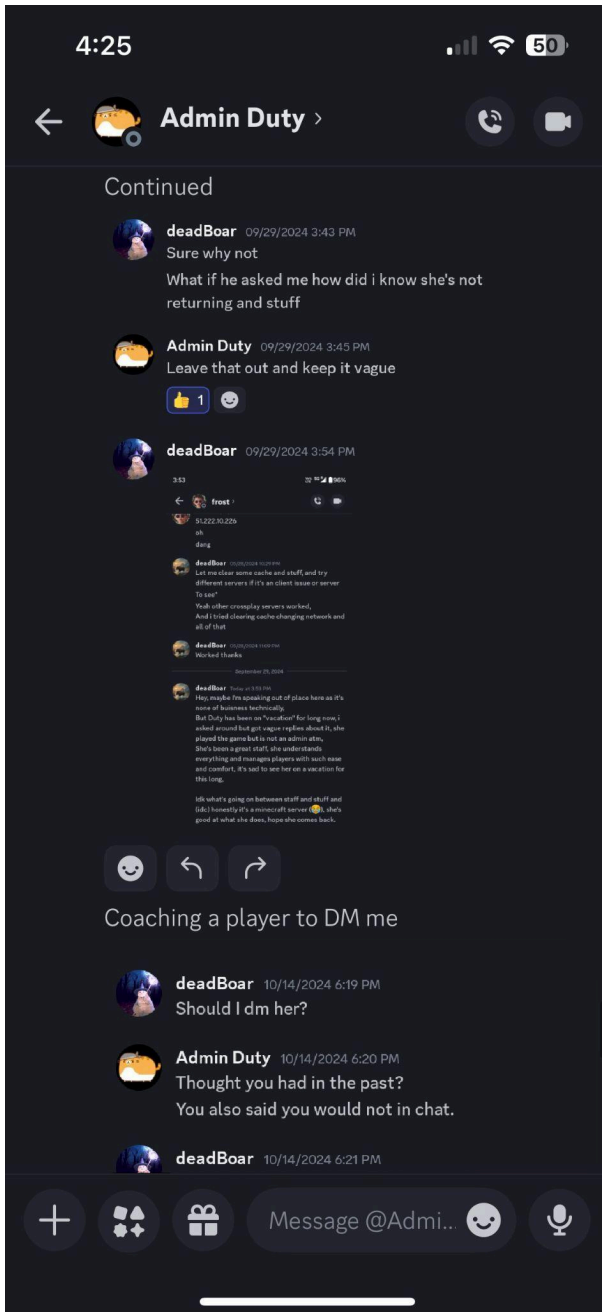 4:25
50
Admin Duty
Continued
deadBoar 09/29/2024 3:43 PM
Sure why not
What if he asked me how did i know she's not
returning and stuff
Admin Duty 09/29/2024 3:45 PM
Leave that out and keep it vague
👍 1
deadBoar 09/29/2024 3:54 PM
3:53
96%
frost
51.222.10.226
oh
dang
deadBoar
Let me clear some cache and stuff, and try
different servers if it's an client issue or server
To see*
Yeah other crossplay servers worked,
And i tried clearing cache changing network and
all of that
deadBoar
Worked thanks
September 29, 2024
deadBoar Today at 3:53 PM
Hey, maybe I'm speaking out of place here as it's
none of buisness technically,
But Duty has been on "vacation" for long now, i
asked around but got vague replies about it, she
played the game but is not an admin atm,
She's been a great staff, she understands
everything and manages players with such ease
and comfort, it's sad to see her on a vacation for
this long,
Idk what's going on between staff and stuff and
(idc) honestly it's a minecraft server (😅), she's
good at what she does, hope she comes back.
Coaching a player to DM me
deadBoar 10/14/2024 6:19 PM
Should I dm her?
Admin Duty 10/14/2024 6:20 PM
Thought you had in the past?
You also said you would not in chat.
deadBoar 10/14/2024 6:21 PM
Message @Admi...